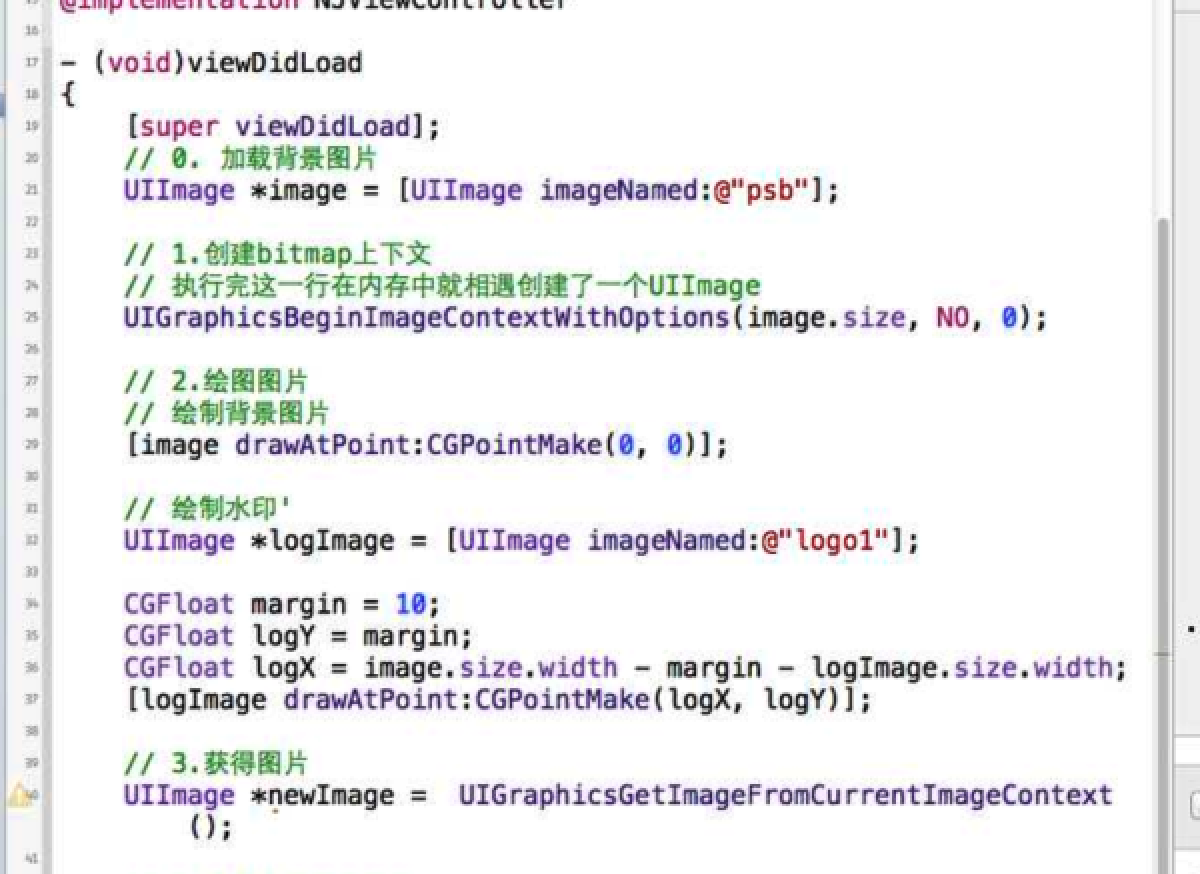 @implementation NJViewController
16
17 - (void)viewDidLoad
18 {
19 [super viewDidLoad];
20 // 0. 加载背景图片
21 UIImage *image = [UIImage imageNamed:@"psb"];
22
23 // 1.创建bitmap上下文
24 // 执行完这一行在内存中就相遇创建了一个UIImage
25 UIGraphicsBeginImageContextWithOptions(image.size, NO, 0);
26
27 // 2.绘图图片
28 // 绘制背景图片
29 [image drawAtPoint:CGPointMake(0, 0)];
30
31 // 绘制水印'
32 UIImage *logImage = [UIImage imageNamed:@"logo1"];
33
34 CGFloat margin = 10;
35 CGFloat logY = margin;
36 CGFloat logX = image.size.width - margin - logImage.size.width;
37 [logImage drawAtPoint:CGPointMake(logX, logY)];
38
39 // 3.获得图片
40 UIImage *newImage = UIGraphicsGetImageFromCurrentImageContext
();
41